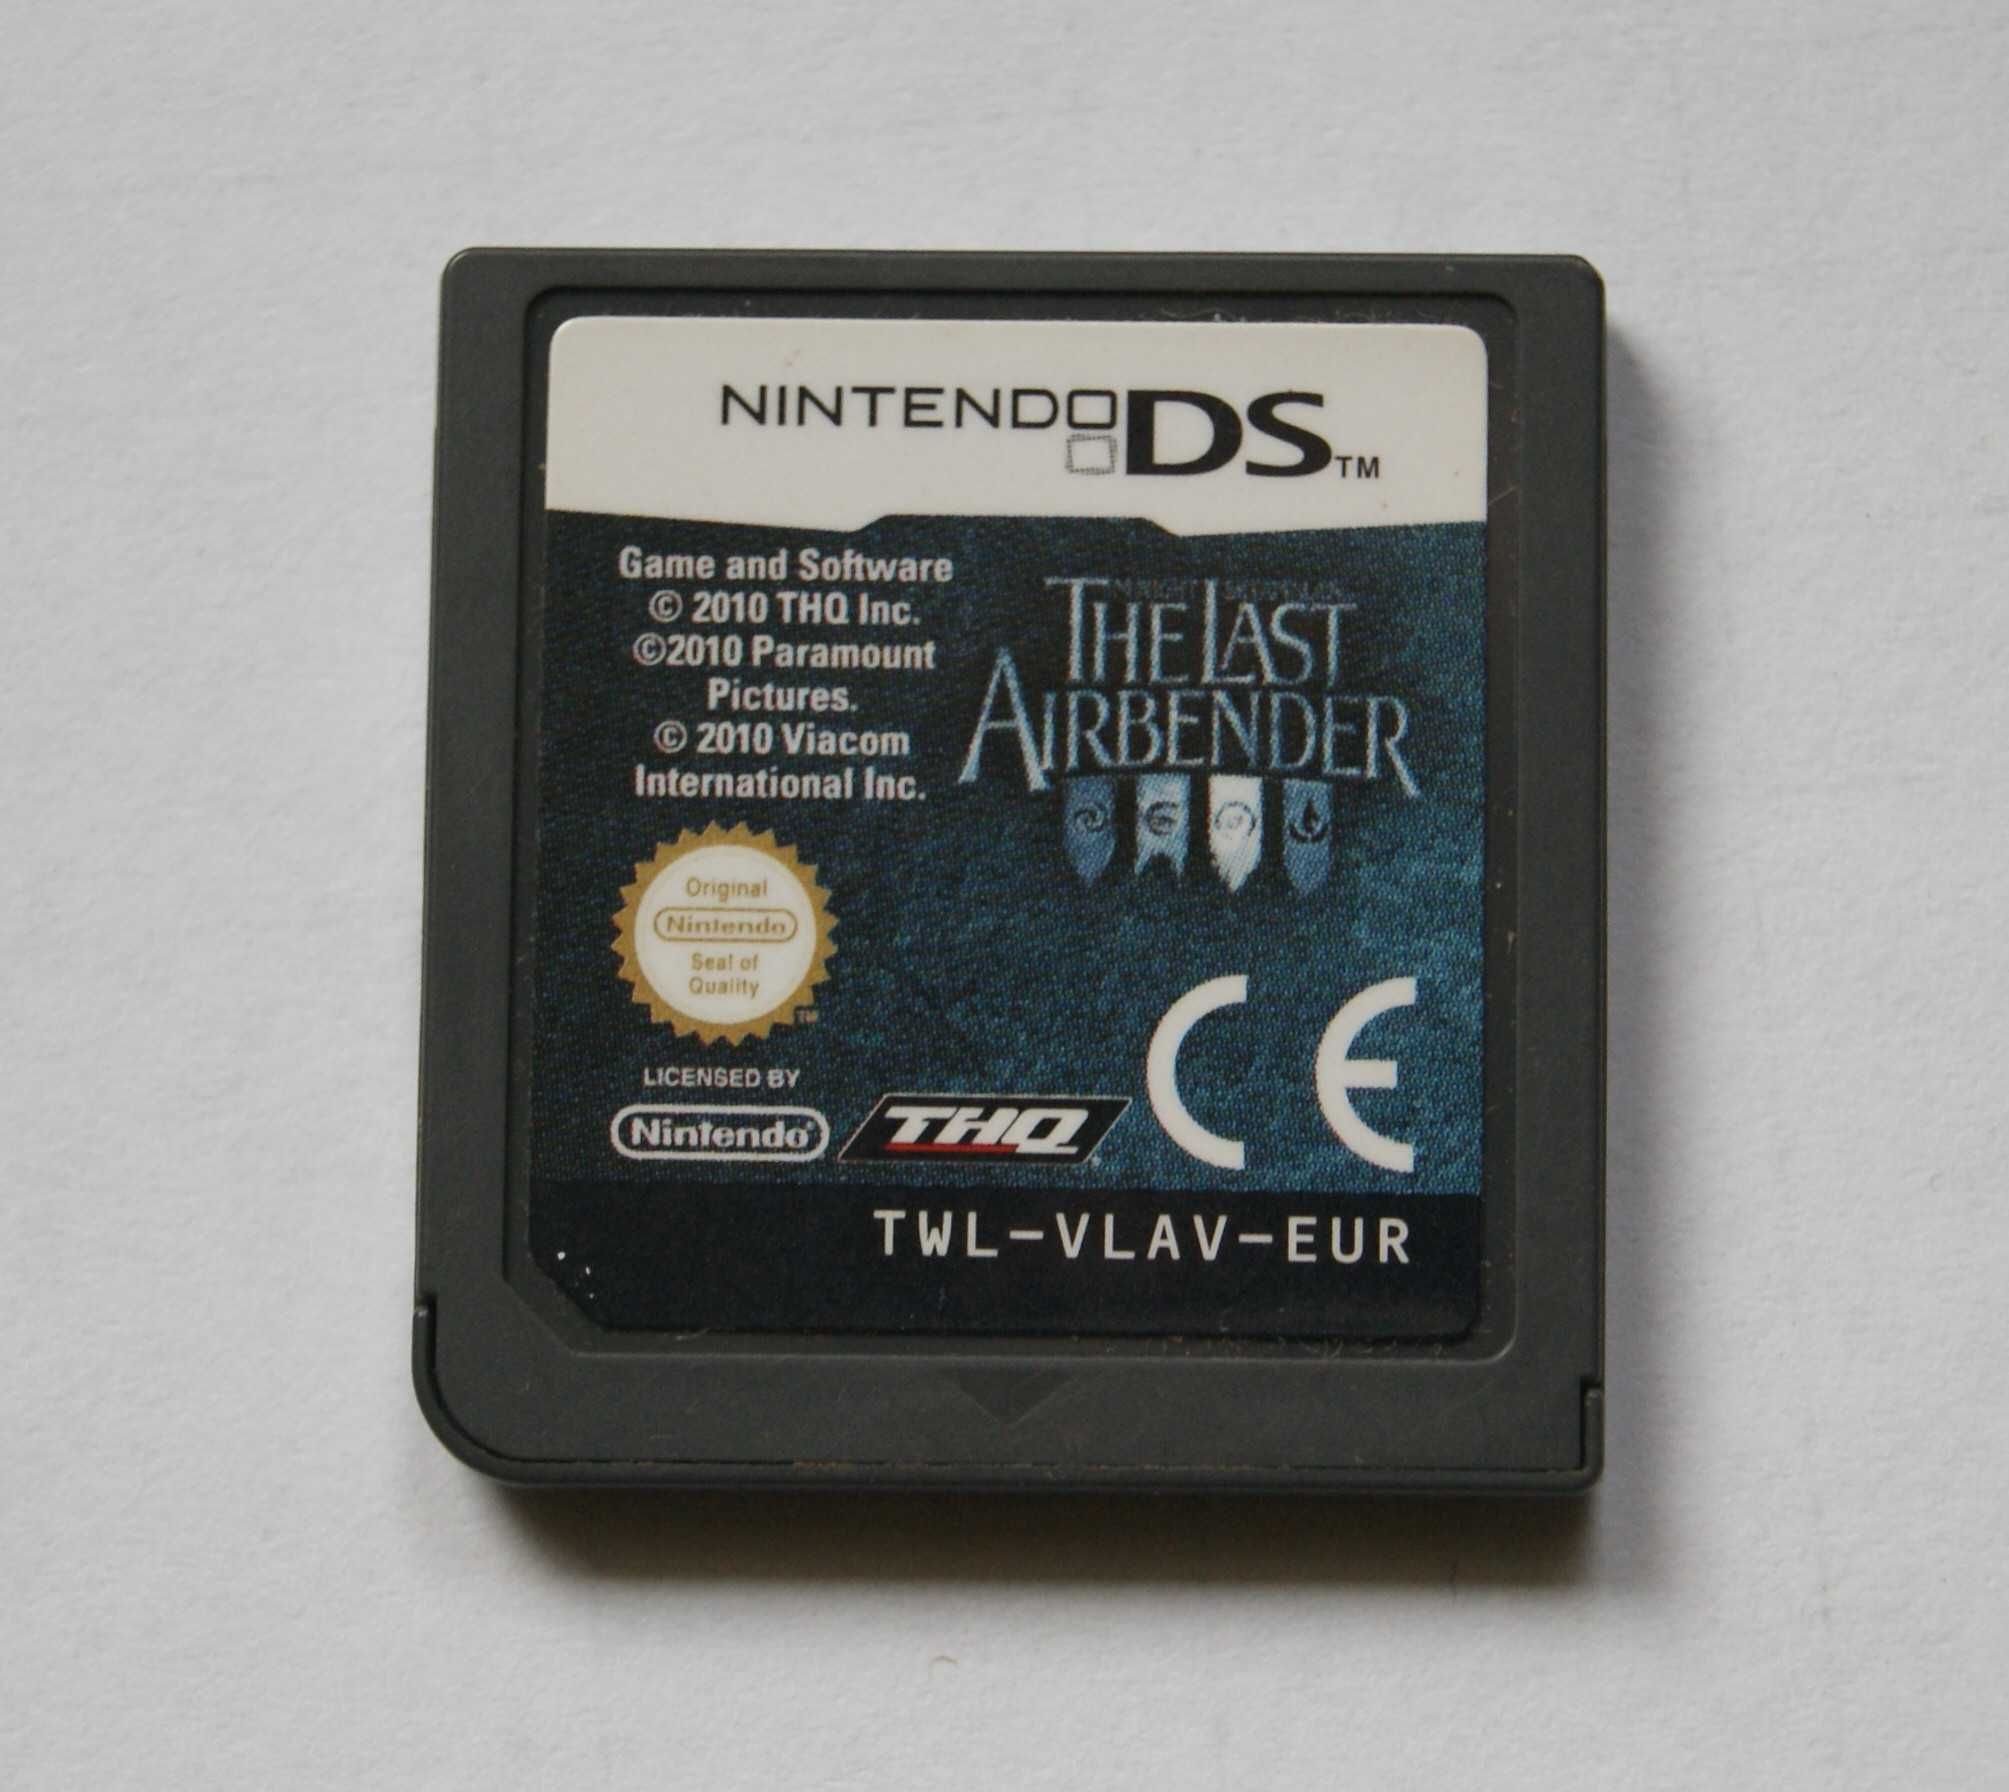 NINTENDO DS™
Game and Software
© 2010 THQ Inc.
©2010 Paramount
Pictures.
© 2010 Viacom
International Inc.
THE LAST
AIRBENDER
Original
Nintendo
Seal of
Quality
TM
LICENSED BY
Nintendo®
THQ
CE
TWL-VLAV-EUR